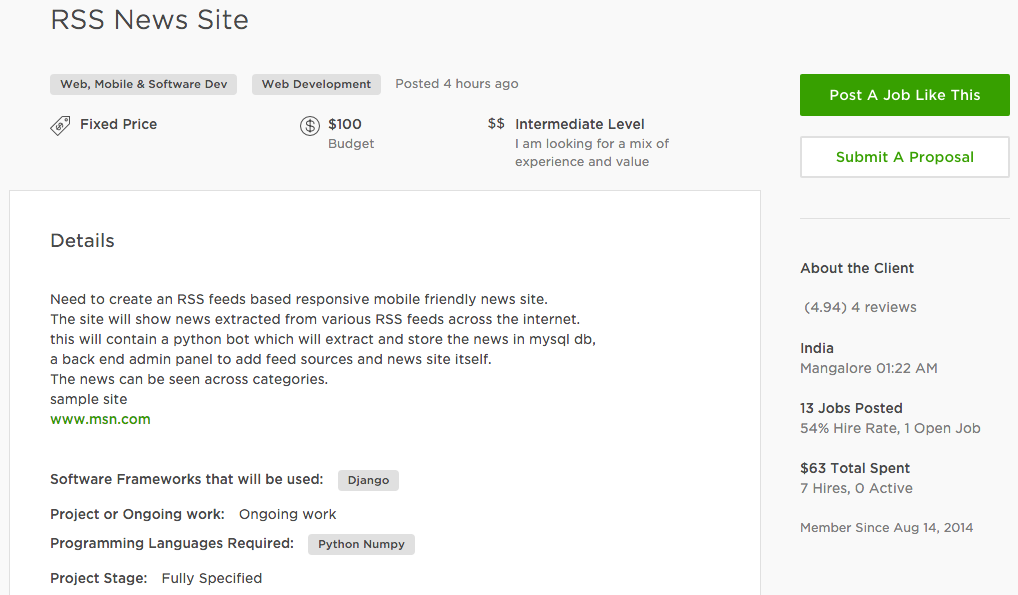 RSS News Site
Web, Mobile & Software Dev
Web Development
Posted 4 hours ago
Fixed Price
$100
Budget
$$
Intermediate Level
I am looking for a mix of
experience and value
Details
Need to create an RSS feeds based responsive mobile friendly news site.
The site will show news extracted from various RSS feeds across the internet.
this will contain a python bot which will extract and store the news in mysql db,
a back end admin panel to add feed sources and news site itself.
The news can be seen across categories.
sample site
www.msn.com
Software Frameworks that will be used: Django
Project or Ongoing work: Ongoing work
Programming Languages Required: Python Numpy
Project Stage: Fully Specified
Post A Job Like This
Submit A Proposal
About the Client
(4.94) 4 reviews
India
Mangalore 01:22 AM
13 Jobs Posted
54% Hire Rate, 1 Open Job
$63 Total Spent
7 Hires, 0 Active
Member Since Aug 14, 2014